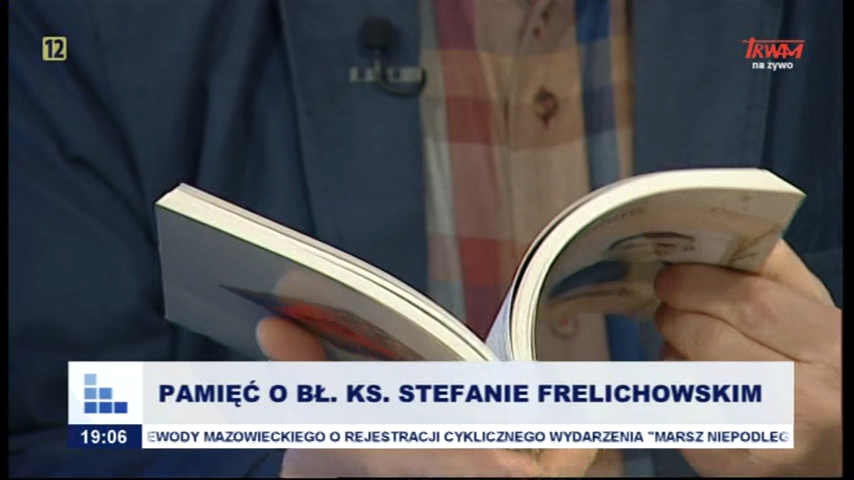 12
TRWAM
na żywo
PAMIĘĆ O BŁ. KS. STEFANIE FRELICHOWSKIM
19:06
EWODY MAZOWIECKIEGO O REJESTRACJI CYKLICZNEGO WYDARZENIA "MARSZ NIEPODLEG